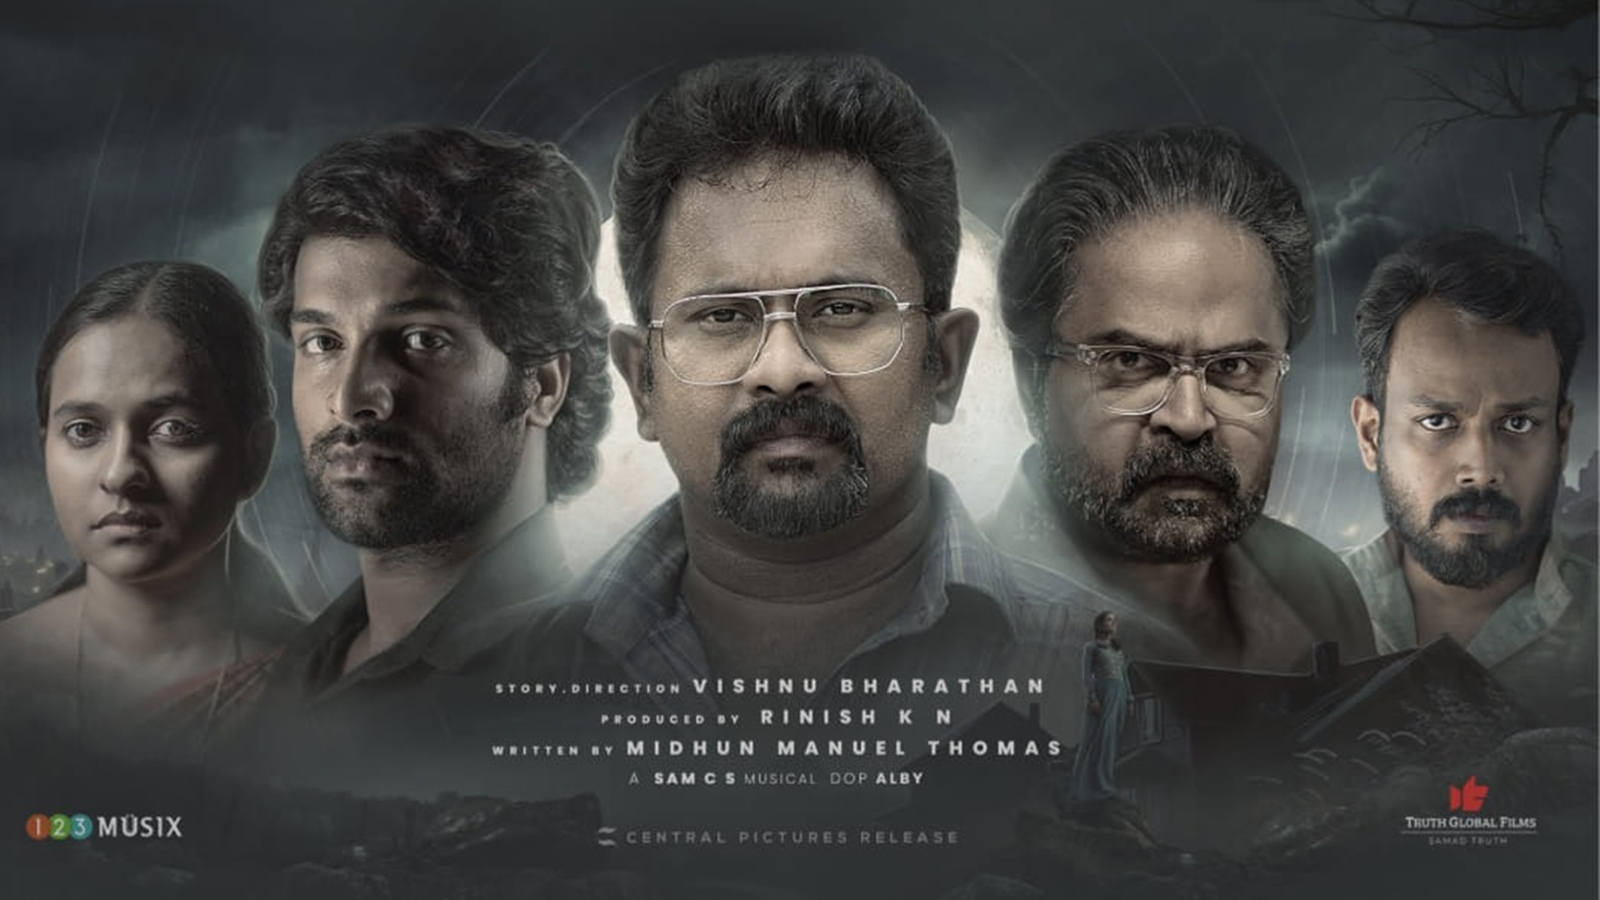 STORY.DIRECTION VISHNU BHARATHAN
PRODUCED BY RINISH K N
WRITTEN BY MIDHUN MANUEL THOMAS
A SAM C S MUSICAL DOP ALBY
CENTRAL PICTURES RELEASE
123 MÜSIX
TRUTH GLOBAL FILMS
SAMAD TRUTH